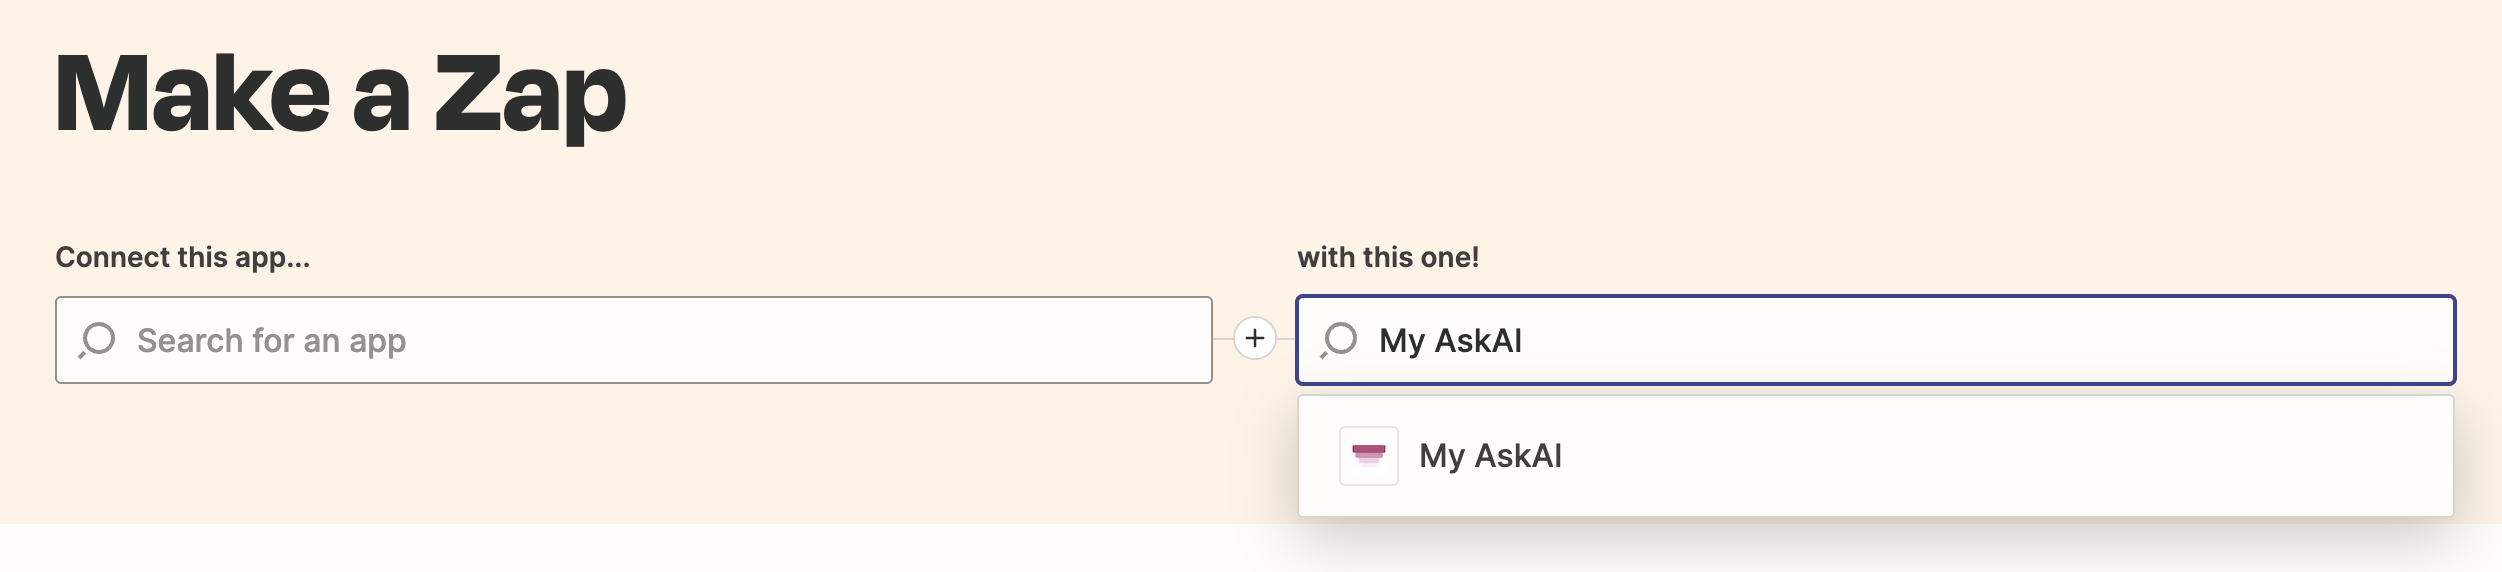 Make a Zap
Connect this app...
with this one!
Search for an app
My AskAI
My AskAI